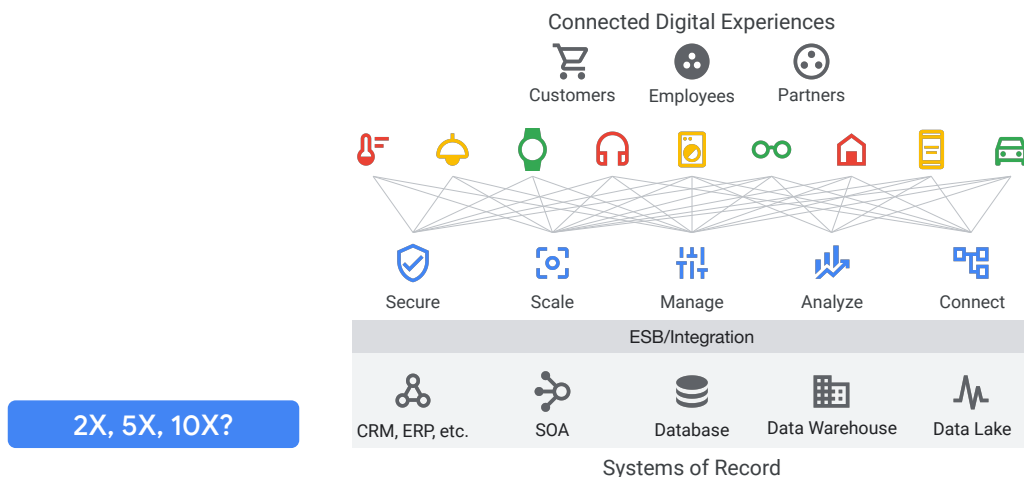 Connected Digital Experiences
Customers
Employees
Partners
Secure
Scale
Manage
Analyze
Connect
ESB/Integration
2X, 5X, 10X?
CRM, ERP, etc.
SOA
Database
Data Warehouse
Data Lake
Systems of Record